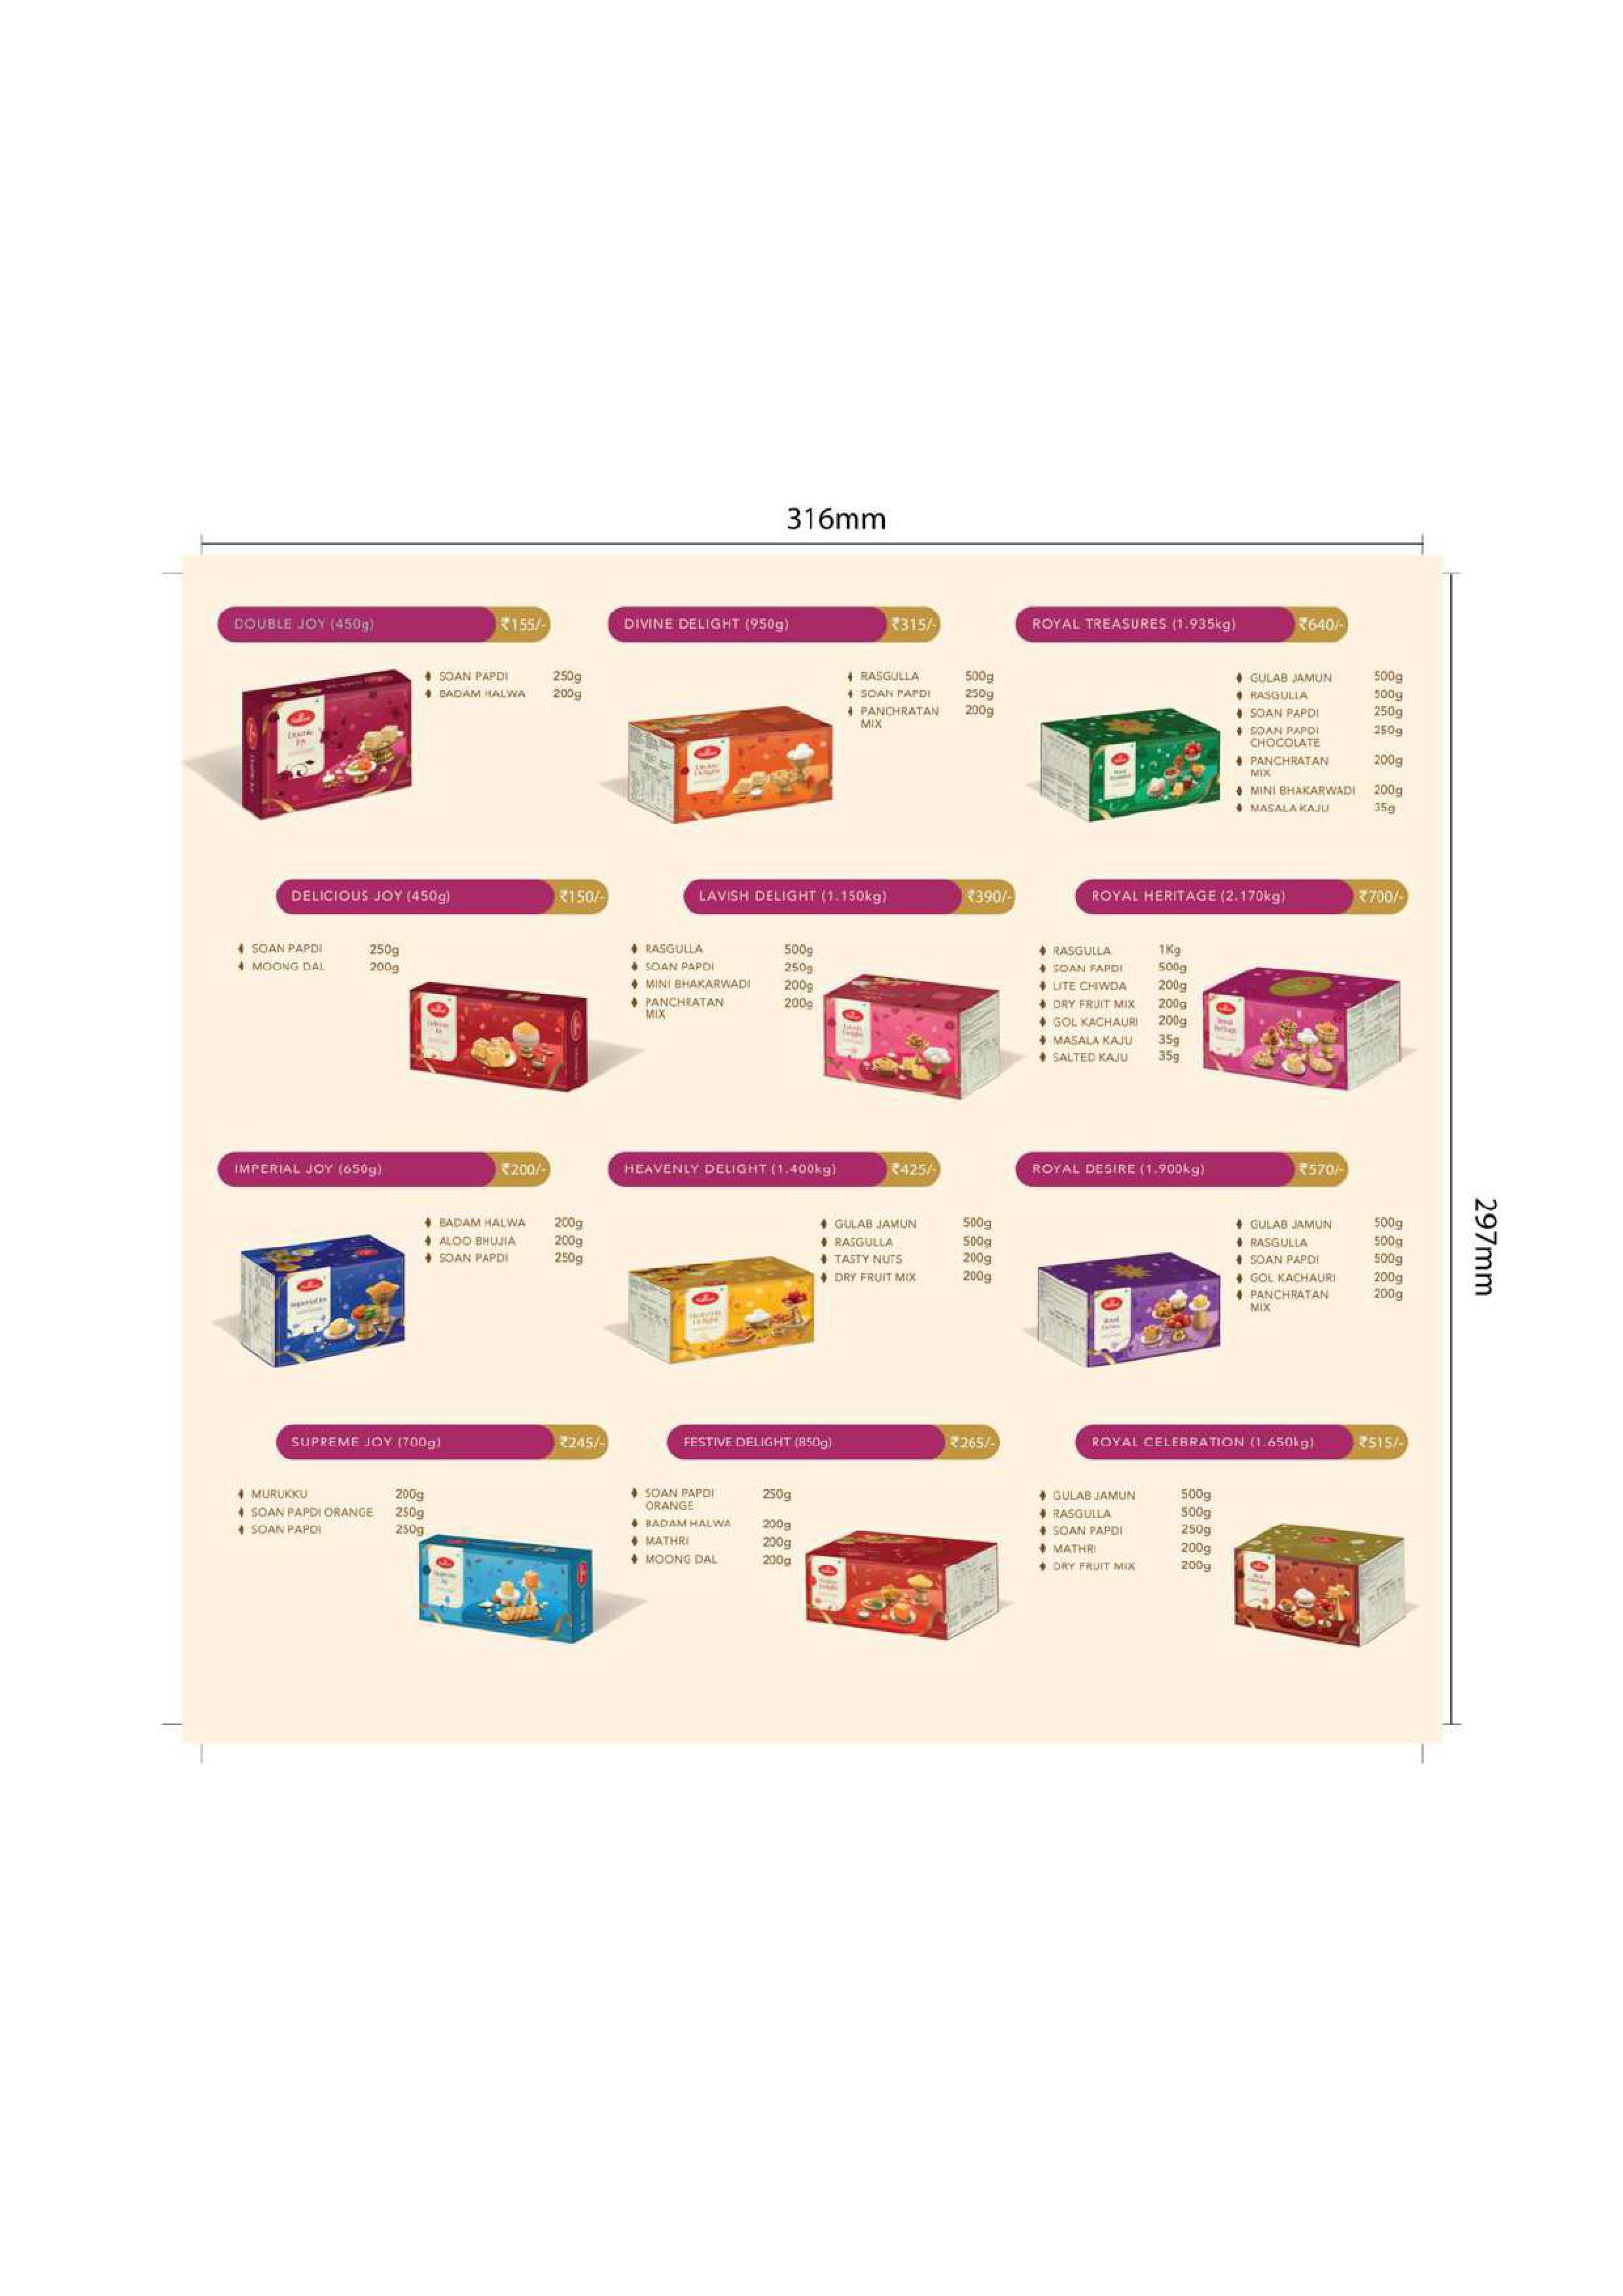 316mm
DOUBLE JOY (450g) ₹155/-
SOAN PAPDI 250g
BADAM HALWA 200g
DIVINE DELIGHT (950g) ₹315/-
RASGULLA 500g
SOAN PAPDI 250g
PANCHRATAN 200g
MIX
ROYAL TREASURES (1.935kg) ₹640/-
GULAB JAMUN 500g
RASGULLA 500g
SOAN PAPDI 250g
SOAN PAPDI 250g
CHOCOLATE
PANCHRATAN 200g
MIX
MINI BHAKARWADI 200g
MASALA KAJU 35g
DELICIOUS JOY (450g) ₹150/-
SOAN PAPDI 250g
MOONG DAL 200g
LAVISH DELIGHT (1.150kg) ₹390/-
RASGULLA 500g
SOAN PAPDI 250g
MINI BHAKARWADI 200g
PANCHRATAN 200g
MIX
ROYAL HERITAGE (2.170kg) ₹700/-
RASGULLA 1Kg
SOAN PAPDI 500g
LITE CHIWDA 200g
DRY FRUIT MIX 200g
GOL KACHAURI 200g
MASALA KAJU 35g
SALTED KAJU 35g
IMPERIAL JOY (650g) ₹200/-
BADAM HALWA 200g
ALOO BHUJIA 200g
SOAN PAPDI 250g
HEAVENLY DELIGHT (1.400kg) ₹425/-
GULAB JAMUN 500g
RASGULLA 500g
TASTY NUTS 200g
DRY FRUIT MIX 200g
ROYAL DESIRE (1.900kg) ₹570/-
GULAB JAMUN 500g
RASGULLA 500g
SOAN PAPDI 500g
GOL KACHAURI 200g
PANCHRATAN 200g
MIX
297mm
SUPREME JOY (700g) ₹245/-
MURUKKU 200g
SOAN PAPDI ORANGE 250g
SOAN PAPDI 250g
FESTIVE DELIGHT (850g) ₹265/-
SOAN PAPDI 250g
ORANGE
BADAM HALWA 200g
MATHRI 200g
MOONG DAL 200g
ROYAL CELEBRATION (1.650kg) ₹515/-
GULAB JAMUN 500g
RASGULLA 500g
SOAN PAPDI 250g
MATHRI 200g
DRY FRUIT MIX 200g